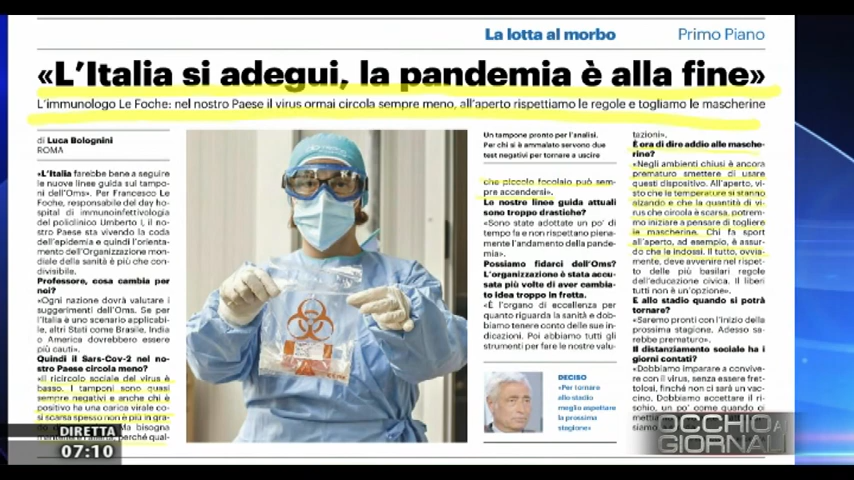 La lotta al morbo Primo Piano
«L'Italia si adegui, la pandemia è alla fine»
L'immunologo Le Foche: nel nostro Paese il virus ormai circola sempre meno, all'aperto rispettiamo le regole e togliamo le mascherine
di Luca Bolognini
ROMA
«L'Italia farebbe bene a seguire
le nuove linee guida sui tampo-
ni dell'Oms». Per Francesco Le
Foche, responsabile del day ho-
spital di immunoinfettivologia
del policlinico Umberto I, il no-
stro Paese sta vivendo la coda
dell'epidemia e quindi l'orienta-
mento dell'Organizzazione mon-
diale della sanità è più che con-
divisibile.
Professore, cosa cambia per
noi?
«Ogni nazione dovrà valutare i
suggerimenti dell'Oms. Se per
l'Italia è uno scenario applicabi-
le, altri Stati come Brasile, India
o America dovrebbero essere
più cauti».
Quindi il Sars-Cov-2 nel no-
stro Paese circola meno?
«Il ricircolo sociale del virus è
basso. I tamponi sono quasi
sempre negativi e anche chi è
positivo ha una carica virale co-
sì scarsa spesso non è più in gra-
Ma bisogna
perché qual-
Un tampone pronto per l'analisi.
Per chi si è ammalato servono due
test negativi per tornare a uscire
che piccolo focolaio può sem-
pre accendersi».
Le nostre linee guida attuali
sono troppo drastiche?
«Sono state adottate un po' di
tempo fa e non rispettano piena-
mente l'andamento della pande-
mia».
Possiamo fidarci dell'Oms?
L'organizzazione è stata accu-
sata più volte di aver cambia-
to idea troppo in fretta.
«È l'organo di eccellenza per
quanto riguarda la sanità e dob-
biamo tenere conto delle sue in-
dicazioni. Poi abbiamo tutti gli
strumenti per fare le nostre valu-
DECISO
«Per tornare
allo stadio
meglio aspettare
la prossima
stagione»
tazioni».
È ora di dire addio alle masche-
rine?
«Negli ambienti chiusi è ancora
prematuro smettere di usare
questi dispositivi. All'aperto, vi-
sto che le temperature si stanno
alzando e che la quantità di vi-
rus che circola è scarsa, potrem-
mo iniziare a pensare di togliere
le mascherine. Chi fa sport
all'aperto, ad esempio, è assur-
do che le indossi. Il tutto, ovvia-
mente, deve avvenire nel rispet-
to delle più basilari regole
dell'educazione civica. Il liberi
tutti non è un'opzione».
E allo stadio quando si potrà
tornare?
«Saremo pronti con l'inizio della
prossima stagione. Adesso sa-
rebbe prematuro».
Il distanziamento sociale ha i
giorni contati?
«Dobbiamo imparare a convive-
re con il virus, senza essere fret-
tolosi, finché non ci sarà un vac-
cino. Dobbiamo accettare il ri-
schio, un po' come quando ci
DIRETTA
07:10
OCCHIO AI
GIORNALI